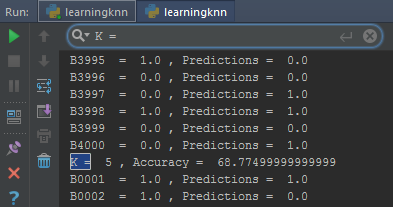 Run: learningknn learningknn
K =
B3995 = 1.0 , Predictions = 0.0
B3996 = 0.0 , Predictions = 0.0
B3997 = 0.0 , Predictions = 1.0
B3998 = 1.0 , Predictions = 1.0
B3999 = 0.0 , Predictions = 0.0
B4000 = 0.0 , Predictions = 0.0
K = 5 , Accuracy = 68.77499999999999
B0001 = 1.0 , Predictions = 1.0
B0002 = 1.0 , Predictions = 0.0